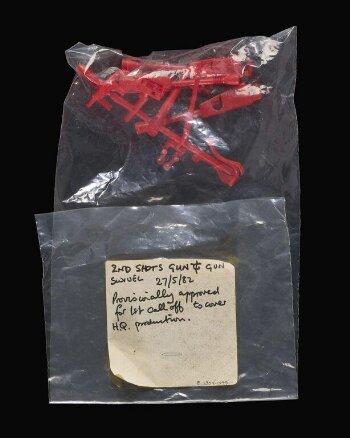 2ND SHOTS GUN & GUN
SWIVEL 27/5/82
Provisionally approved
for 1st call off to cover
H.Q. production.